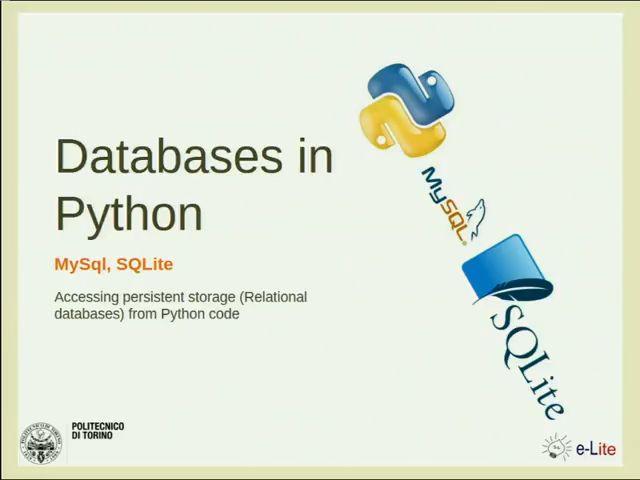 Databases in
Python
MySql, SQLite
Accessing persistent storage (Relational
databases) from Python code
MySQL
SQLite
POLITECNICO
DI TORINO
e-Lite